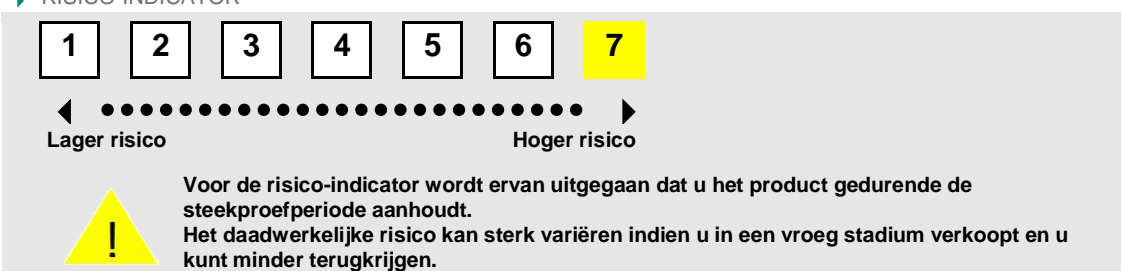 RISICO-INDICATOR
1 2 3 4 5 6 7
Lager risico Hoger risico
Voor de risico-indicator wordt ervan uitgegaan dat u het product gedurende de
steekproefperiode aanhoudt.
! Het daadwerkelijke risico kan sterk variëren indien u in een vroeg stadium verkoopt en u
kunt minder terugkrijgen.